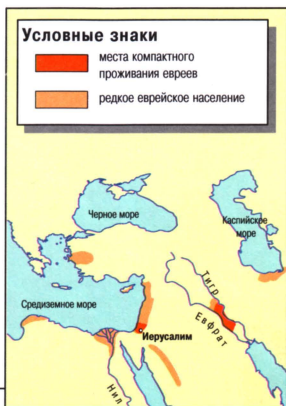 Условные знаки
места компактного
проживания евреев
редкое еврейское население
Черное море
Каспийское
море
Тигр
Средиземное море
Евфрат
Иерусалим
Нил